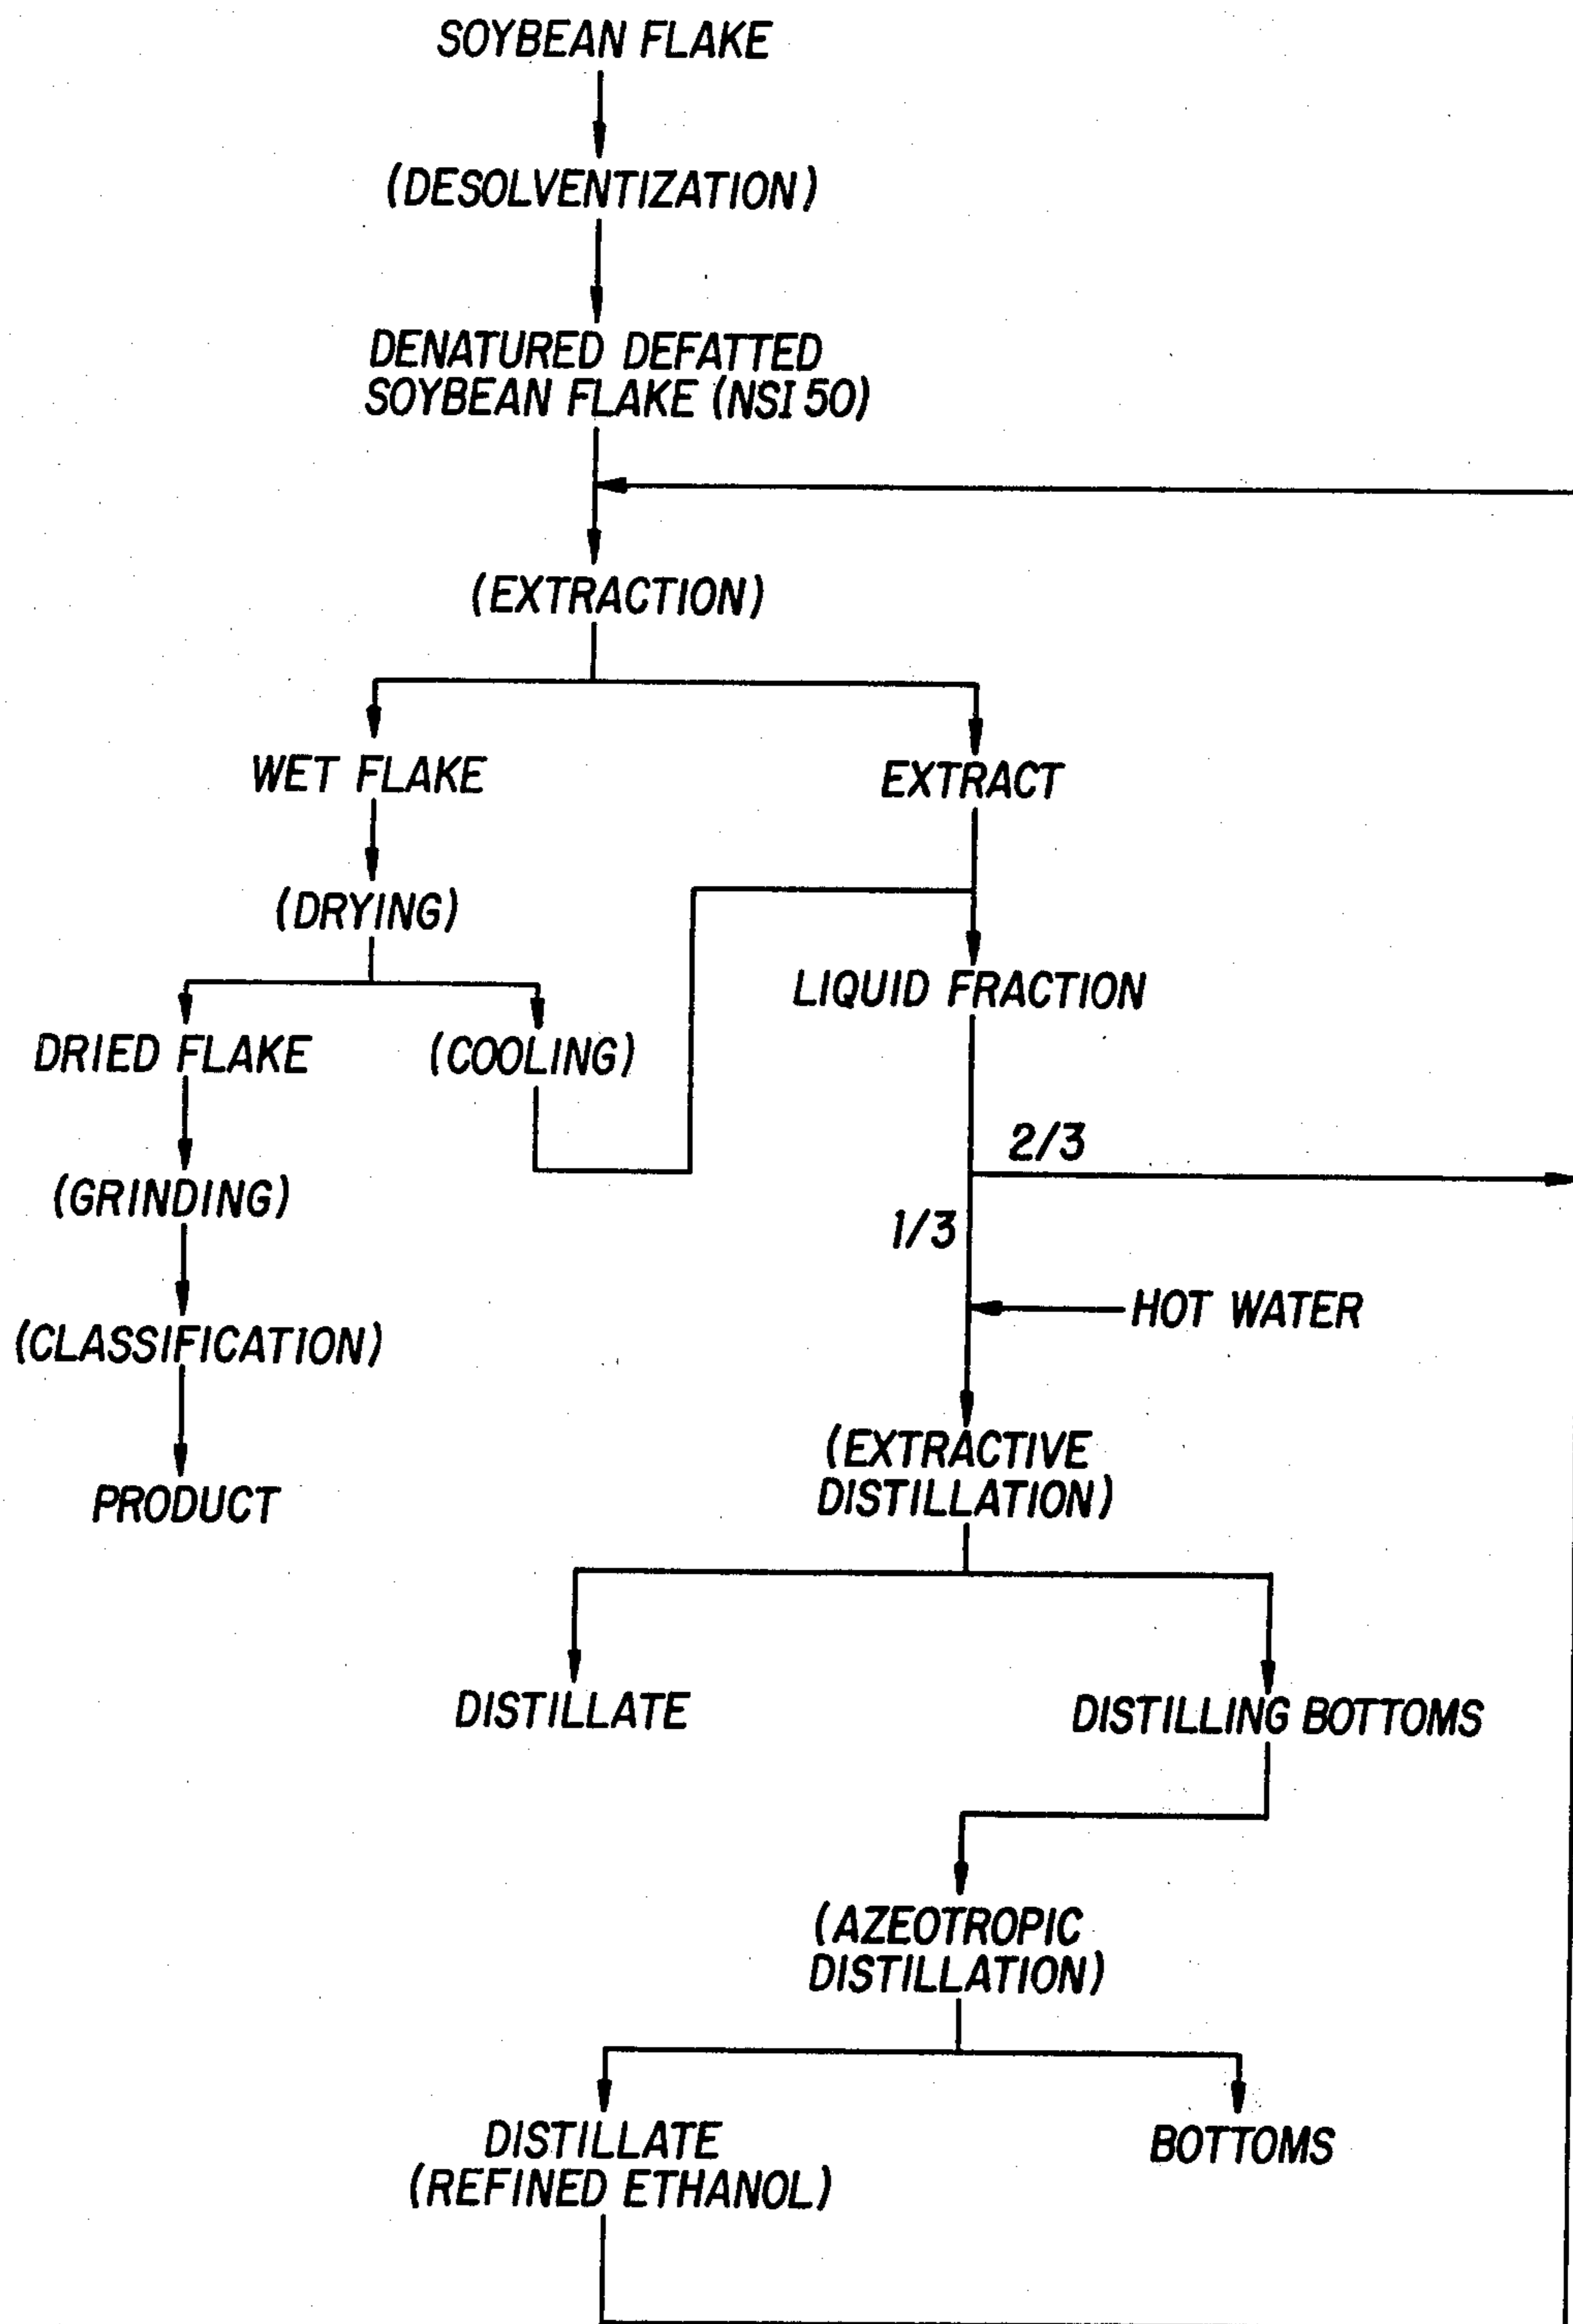 SOYBEAN FLAKE
(DESOLVENTIZATION)
DENATURED DEFATTED
SOYBEAN FLAKE (NSI 50)
(EXTRACTION)
WET FLAKE
EXTRACT
(DRYING)
LIQUID FRACTION
DRIED FLAKE
(COOLING)
2/3
(GRINDING)
1/3
HOT WATER
(CLASSIFICATION)
(EXTRACTIVE
DISTILLATION)
PRODUCT
DISTILLATE
DISTILLING BOTTOMS
(AZEOTROPIC
DISTILLATION)
DISTILLATE
(REFINED ETHANOL)
BOTTOMS